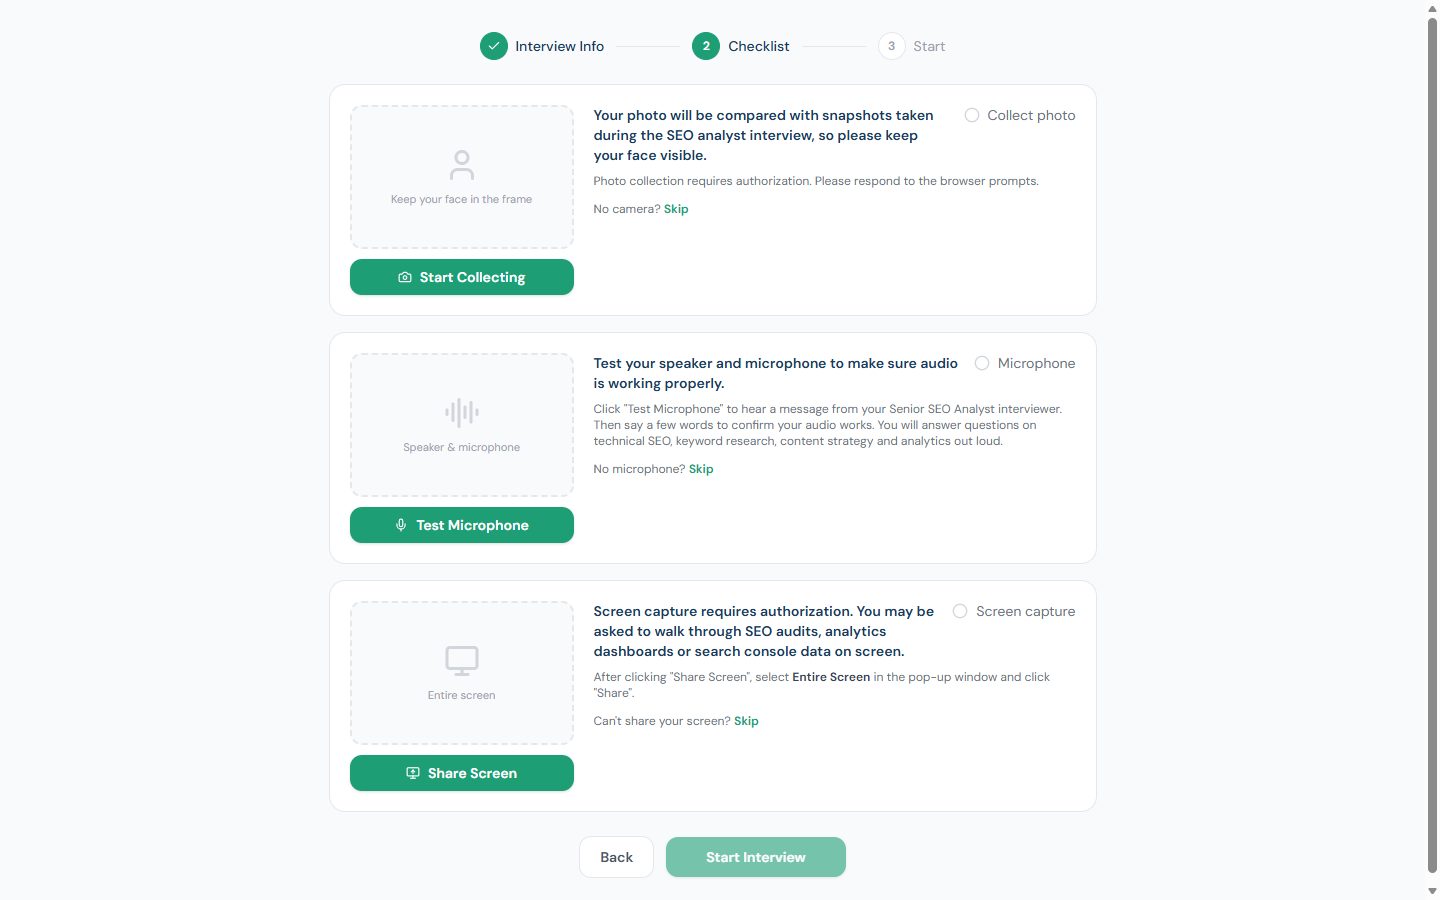 Interview Info
2 Checklist
3 Start
Keep your face in the frame
Start Collecting
Your photo will be compared with snapshots taken
during the SEO analyst interview, so please keep
your face visible.
Collect photo
Photo collection requires authorization. Please respond to the browser prompts.
No camera? Skip
Speaker & microphone
Test Microphone
Test your speaker and microphone to make sure audio
is working properly.
Microphone
Click "Test Microphone" to hear a message from your Senior SEO Analyst interviewer.
Then say a few words to confirm your audio works. You will answer questions on
technical SEO, keyword research, content strategy and analytics out loud.
No microphone? Skip
Entire screen
Share Screen
Screen capture requires authorization. You may be
asked to walk through SEO audits, analytics
dashboards or search console data on screen.
Screen capture
After clicking "Share Screen", select Entire Screen in the pop-up window and click
"Share".
Can't share your screen? Skip
Back
Start Interview